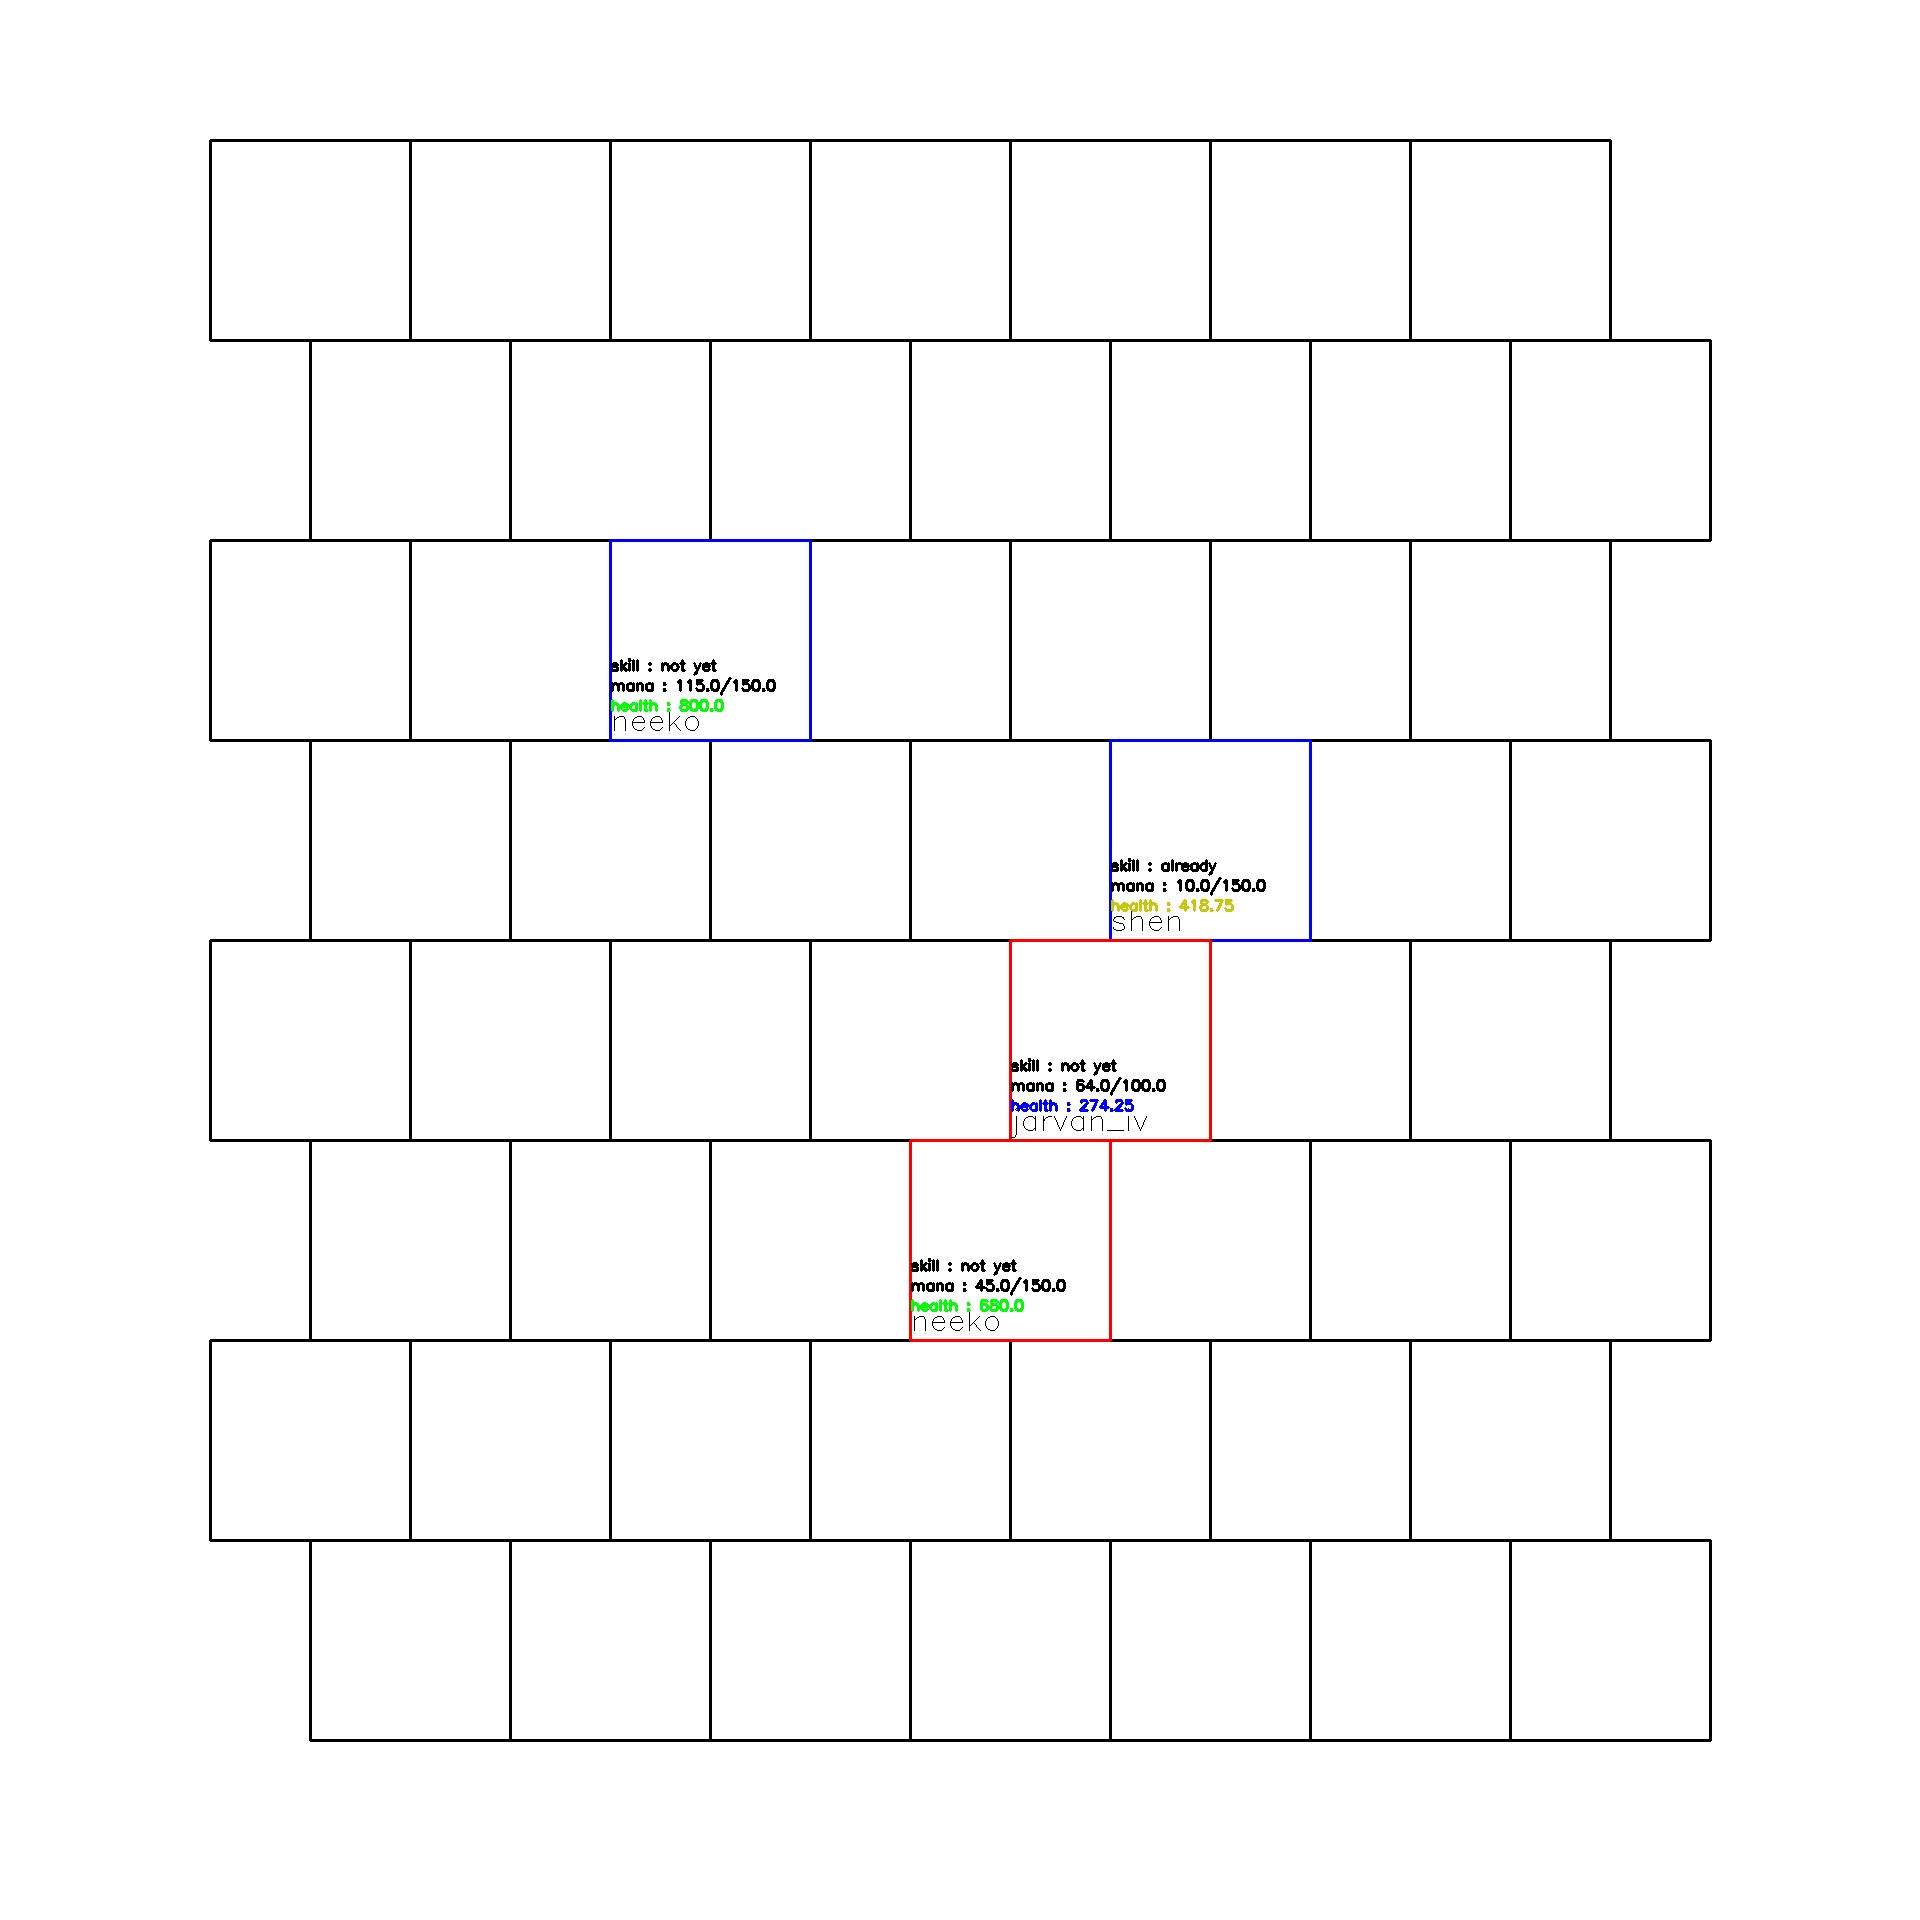 skill : not yet
mana : 115.0/150.0
health : 800.0
neeko
skill : already
mana : 10.0/150.0
health : 418.75
shen
skill : not yet
mana : 64.0/100.0
health : 274.25
jarvan_iv
skill : not yet
mana : 45.0/150.0
health : 680.0
neeko